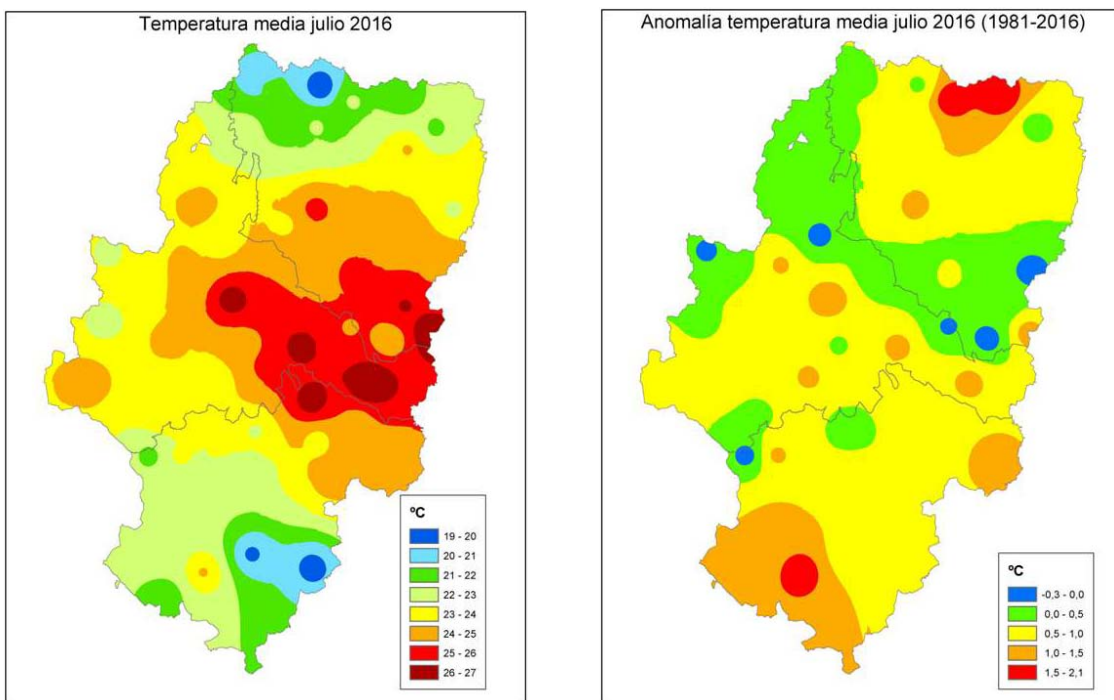 Temperatura media julio 2016
ºC
19 - 20
20 - 21
21 - 22
22 - 23
23 - 24
24 - 25
25 - 26
26 - 27
Anomalía temperatura media julio 2016 (1981-2016)
ºC
-0,3 - 0,0
0,0 - 0,5
0,5 - 1,0
1,0 - 1,5
1,5 - 2,1